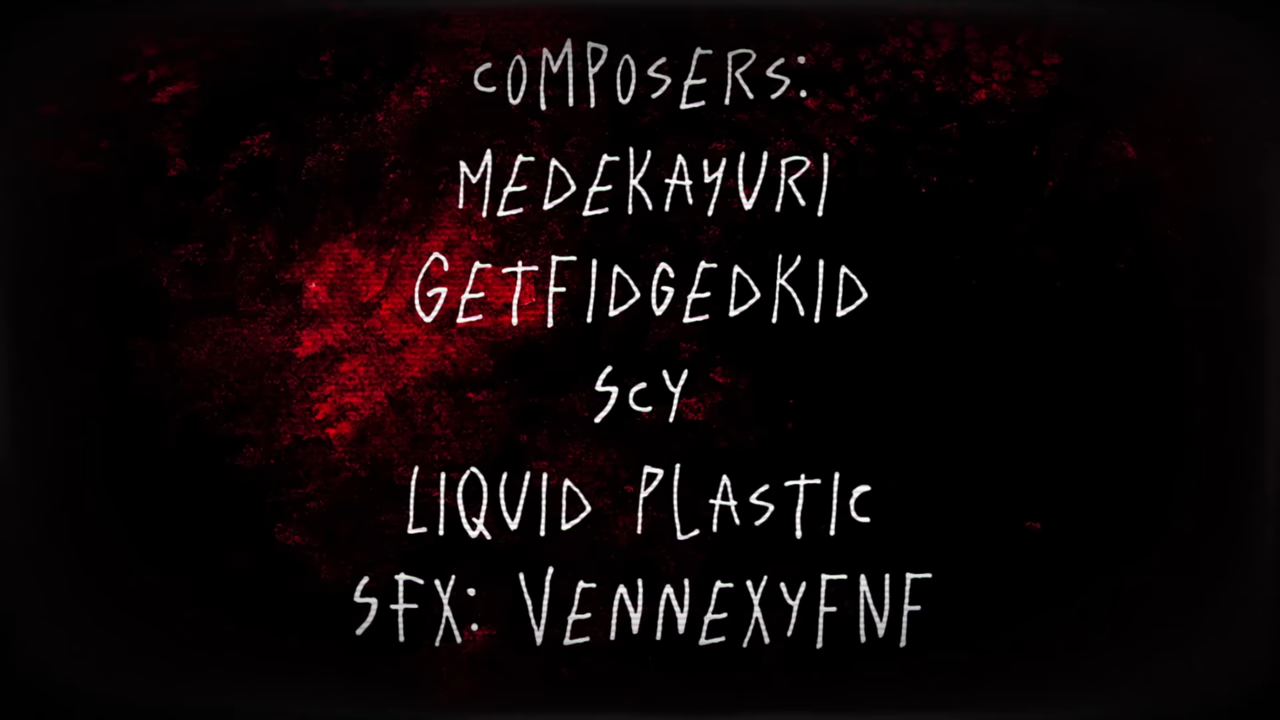 COMPOSERS:
MEDEKAYURI
GETFIDGEDKID
SCY
LIQUID PLASTIC
SFX: VENNEXYFNF